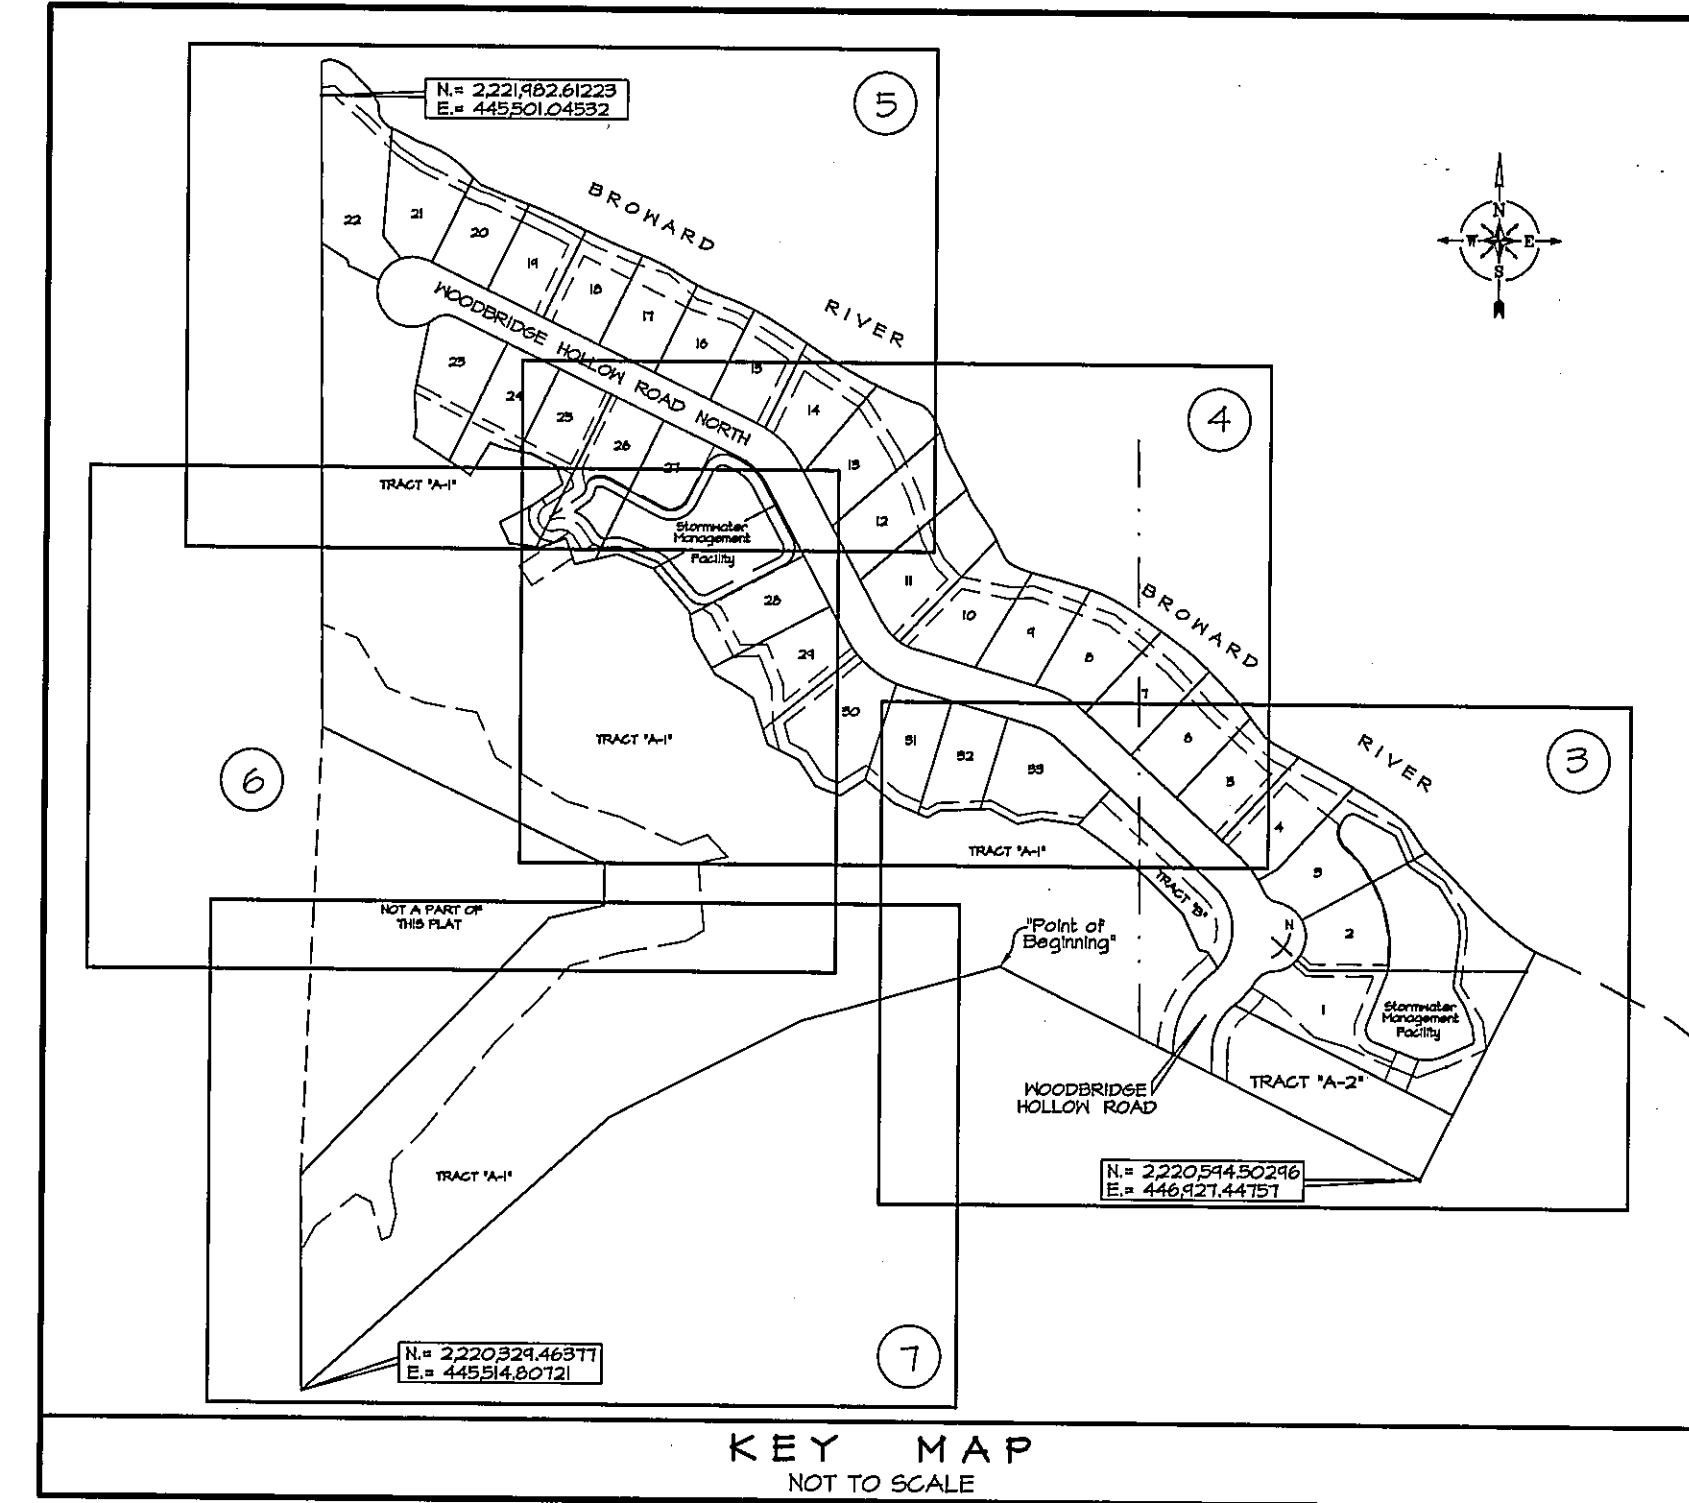 N.= 2,221,982.61223
E.= 445,501.04532
5
BROWARD
RIVER
N
W
E
S
22
21
20
19
18
17
16
15
14
13
12
11
10
9
8
7
6
5
4
3
2
1
WOODBRIDGE HOLLOW ROAD NORTH
23
24
25
26
27
28
29
30
31
32
33
4
TRACT "A-1"
Stormwater
Management
Facility
BROWARD
RIVER
3
6
TRACT "A-1"
TRACT "A-1"
TRACT "B"
N
NOT A PART OF
THIS PLAT
"Point of
Beginning"
Stormwater
Management
Facility
WOODBRIDGE
HOLLOW ROAD
TRACT "A-2"
TRACT "A-1"
N.= 2,220,594.50296
E.= 446,927.44757
N.= 2,220,329.46377
E.= 445,514.80721
7
KEY MAP
NOT TO SCALE